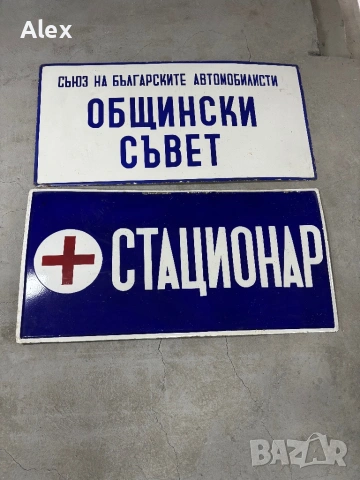 Alex
СЪЮЗ НА БЪЛГАРСКИТЕ АВТОМОБИЛИСТИ
ОБЩИНСКИ
СЪВЕТ
СТАЦИОНАР
BAZAR